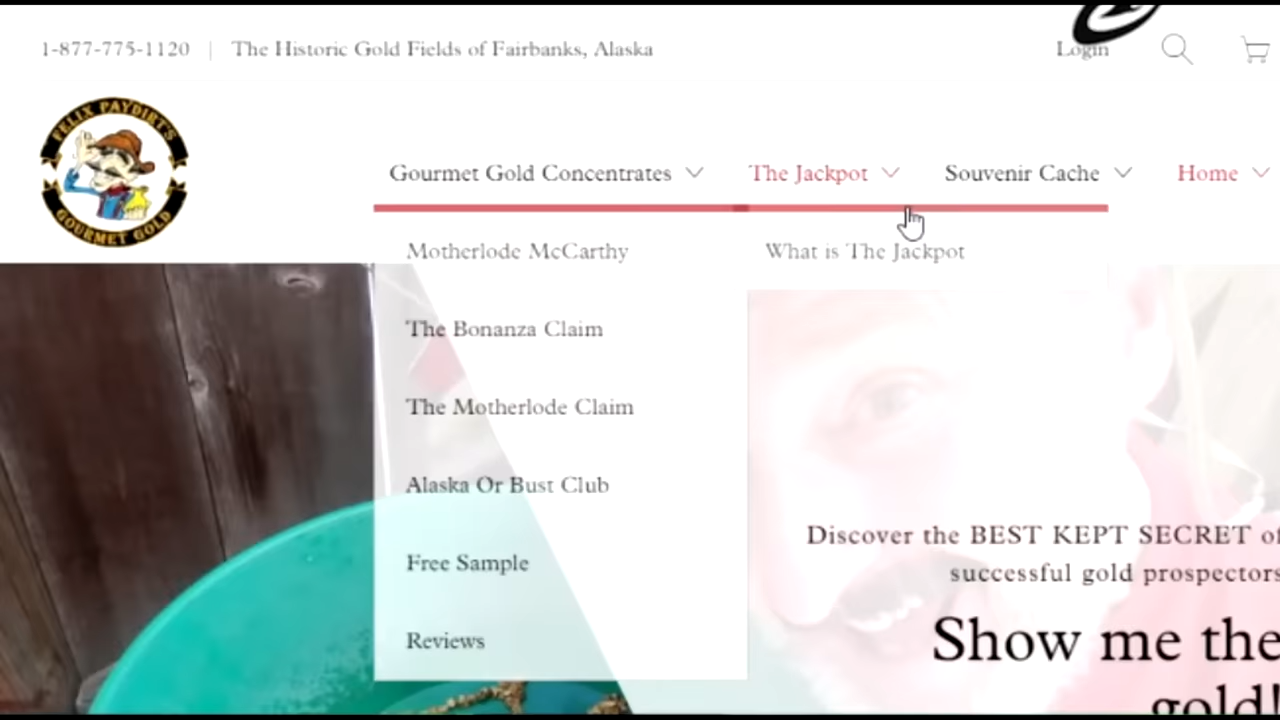 1-877-775-1120 | The Historic Gold Fields of Fairbanks, Alaska
Login
FELIX PAYDIRT'S
GOURMET GOLD
Gourmet Gold Concentrates
The Jackpot
Souvenir Cache
Home
Motherlode McCarthy
What is The Jackpot
The Bonanza Claim
The Motherlode Claim
Alaska Or Bust Club
Free Sample
Reviews
Discover the BEST KEPT SECRET of
successful gold prospectors
Show me the
gold!